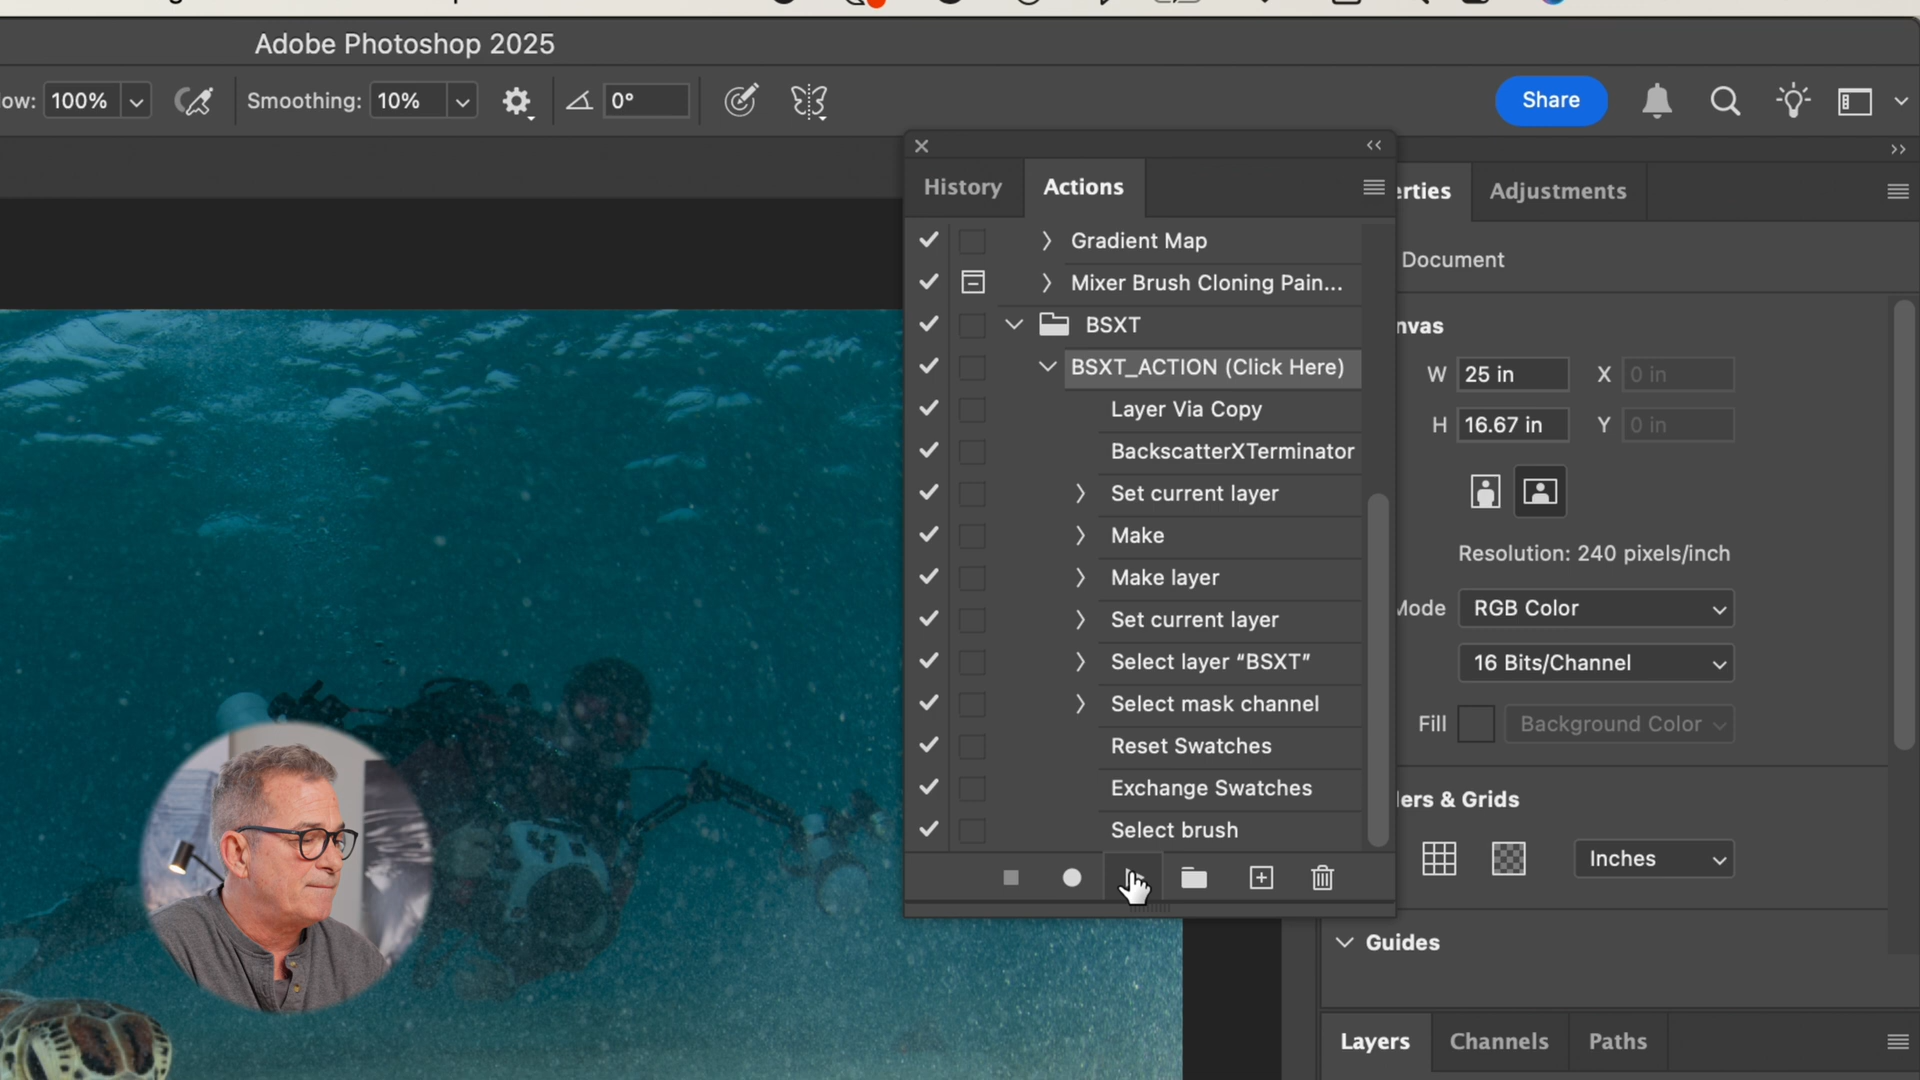 Adobe Photoshop 2025
ow: 100%
Smoothing: 10%
0°
Share
History
Actions
erties
Adjustments
Gradient Map
Document
Mixer Brush Cloning Pain...
BSXT
nvas
BSXT_ACTION (Click Here)
W 25 in X 0 in
Layer Via Copy
H 16.67 in Y 0 in
BackscatterXTerminator
Set current layer
Make
Resolution: 240 pixels/inch
Make layer
Mode RGB Color
Set current layer
Select layer “BSXT”
16 Bits/Channel
Select mask channel
Fill Background Color
Reset Swatches
Exchange Swatches
lers & Grids
Select brush
Inches
Guides
Layers
Channels
Paths